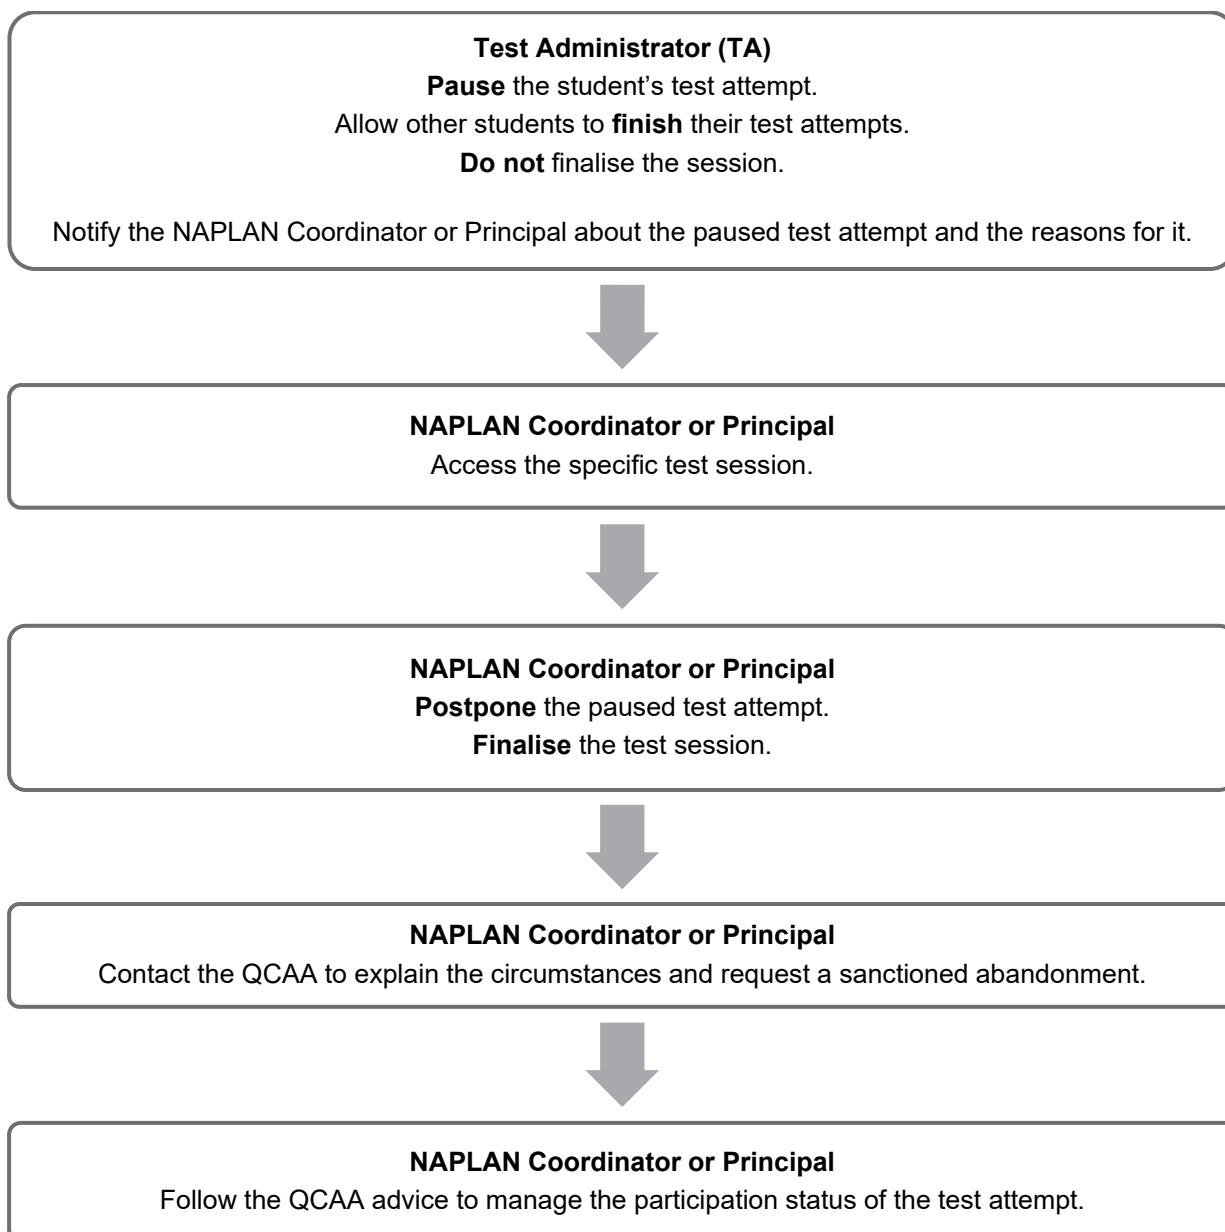 Test Administrator (TA)
Pause the student’s test attempt.
Allow other students to finish their test attempts.
Do not finalise the session.
Notify the NAPLAN Coordinator or Principal about the paused test attempt and the reasons for it.
NAPLAN Coordinator or Principal
Access the specific test session.
NAPLAN Coordinator or Principal
Postpone the paused test attempt.
Finalise the test session.
NAPLAN Coordinator or Principal
Contact the QCAA to explain the circumstances and request a sanctioned abandonment.
NAPLAN Coordinator or Principal
Follow the QCAA advice to manage the participation status of the test attempt.